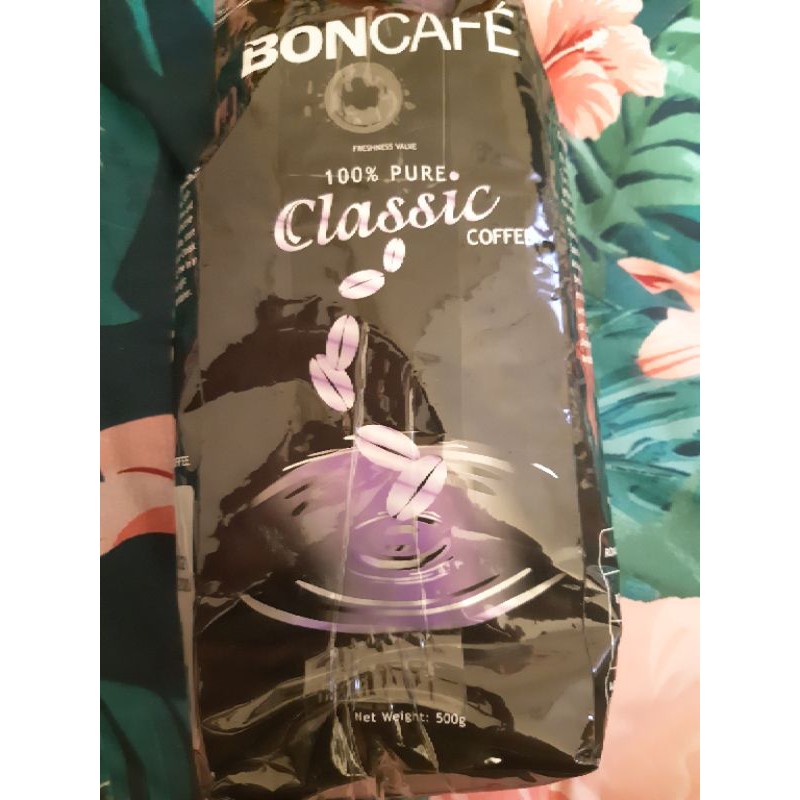 BONCAFÉ
FRESHNESS VALVE
100% PURE
Classic
COFFEE
Net Weight: 500g